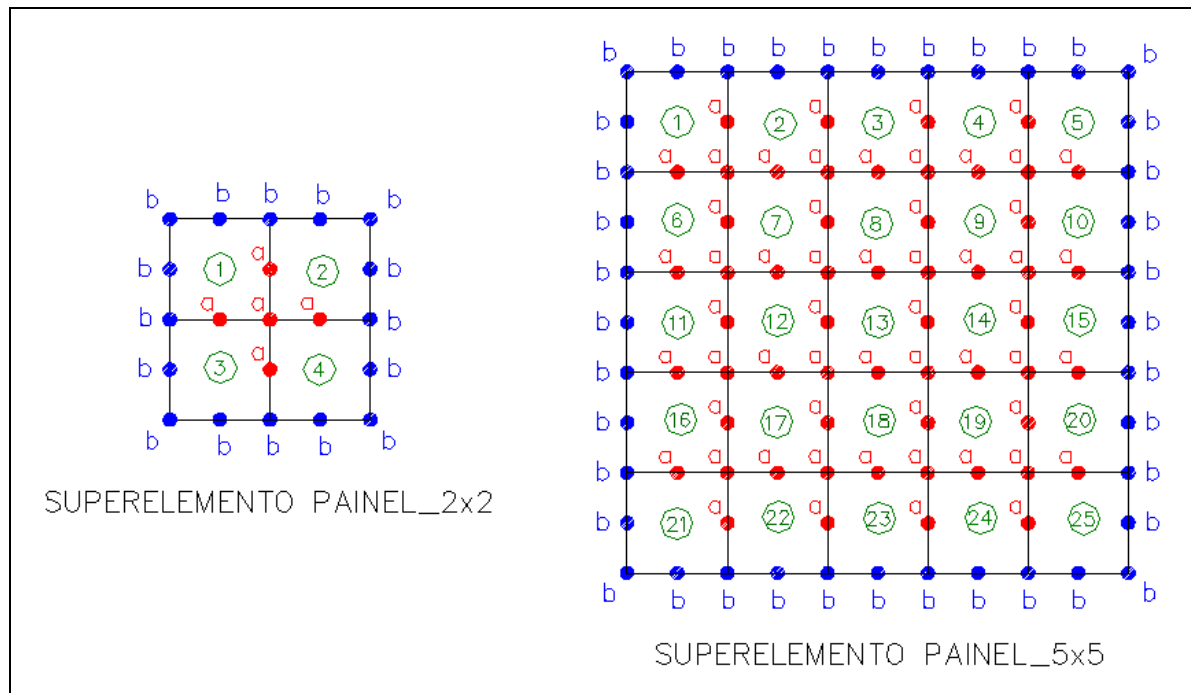 b b b b b
b 1 a 2 b
b a a a b
b 3 a 4 b
b b b b b
SUPERELEMENTO PAINEL_2x2
b b b b b b b b b b b
b 1 a 2 a 3 a 4 a 5 b
b a a a a a a a a a b
b 6 a 7 a 8 a 9 a 10 b
b a a a a a a a a a b
b 11 a 12 a 13 a 14 a 15 b
b a a a a a a a a a b
b 16 a 17 a 18 a 19 a 20 b
b a a a a a a a a a b
b 21 a 22 a 23 a 24 a 25 b
b b b b b b b b b b b
SUPERELEMENTO PAINEL_5x5